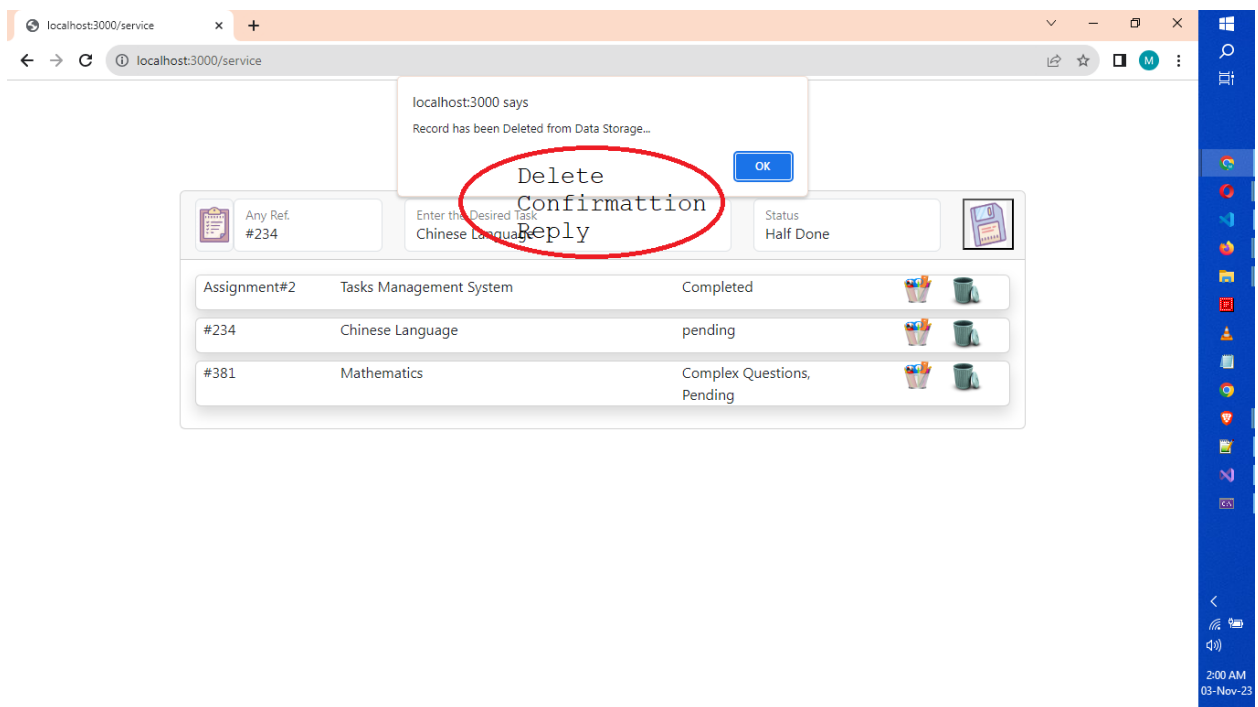 localhost:3000/service
localhost:3000/service
M
localhost:3000 says
Record has been Deleted from Data Storage...
OK
Delete
Confirmattion
Reply
Any Ref.
#234
Enter the Desired Task
Chinese Language
Status
Half Done
Assignment#2 Tasks Management System Completed
#234 Chinese Language pending
#381 Mathematics Complex Questions,
Pending
2:00 AM
03-Nov-23